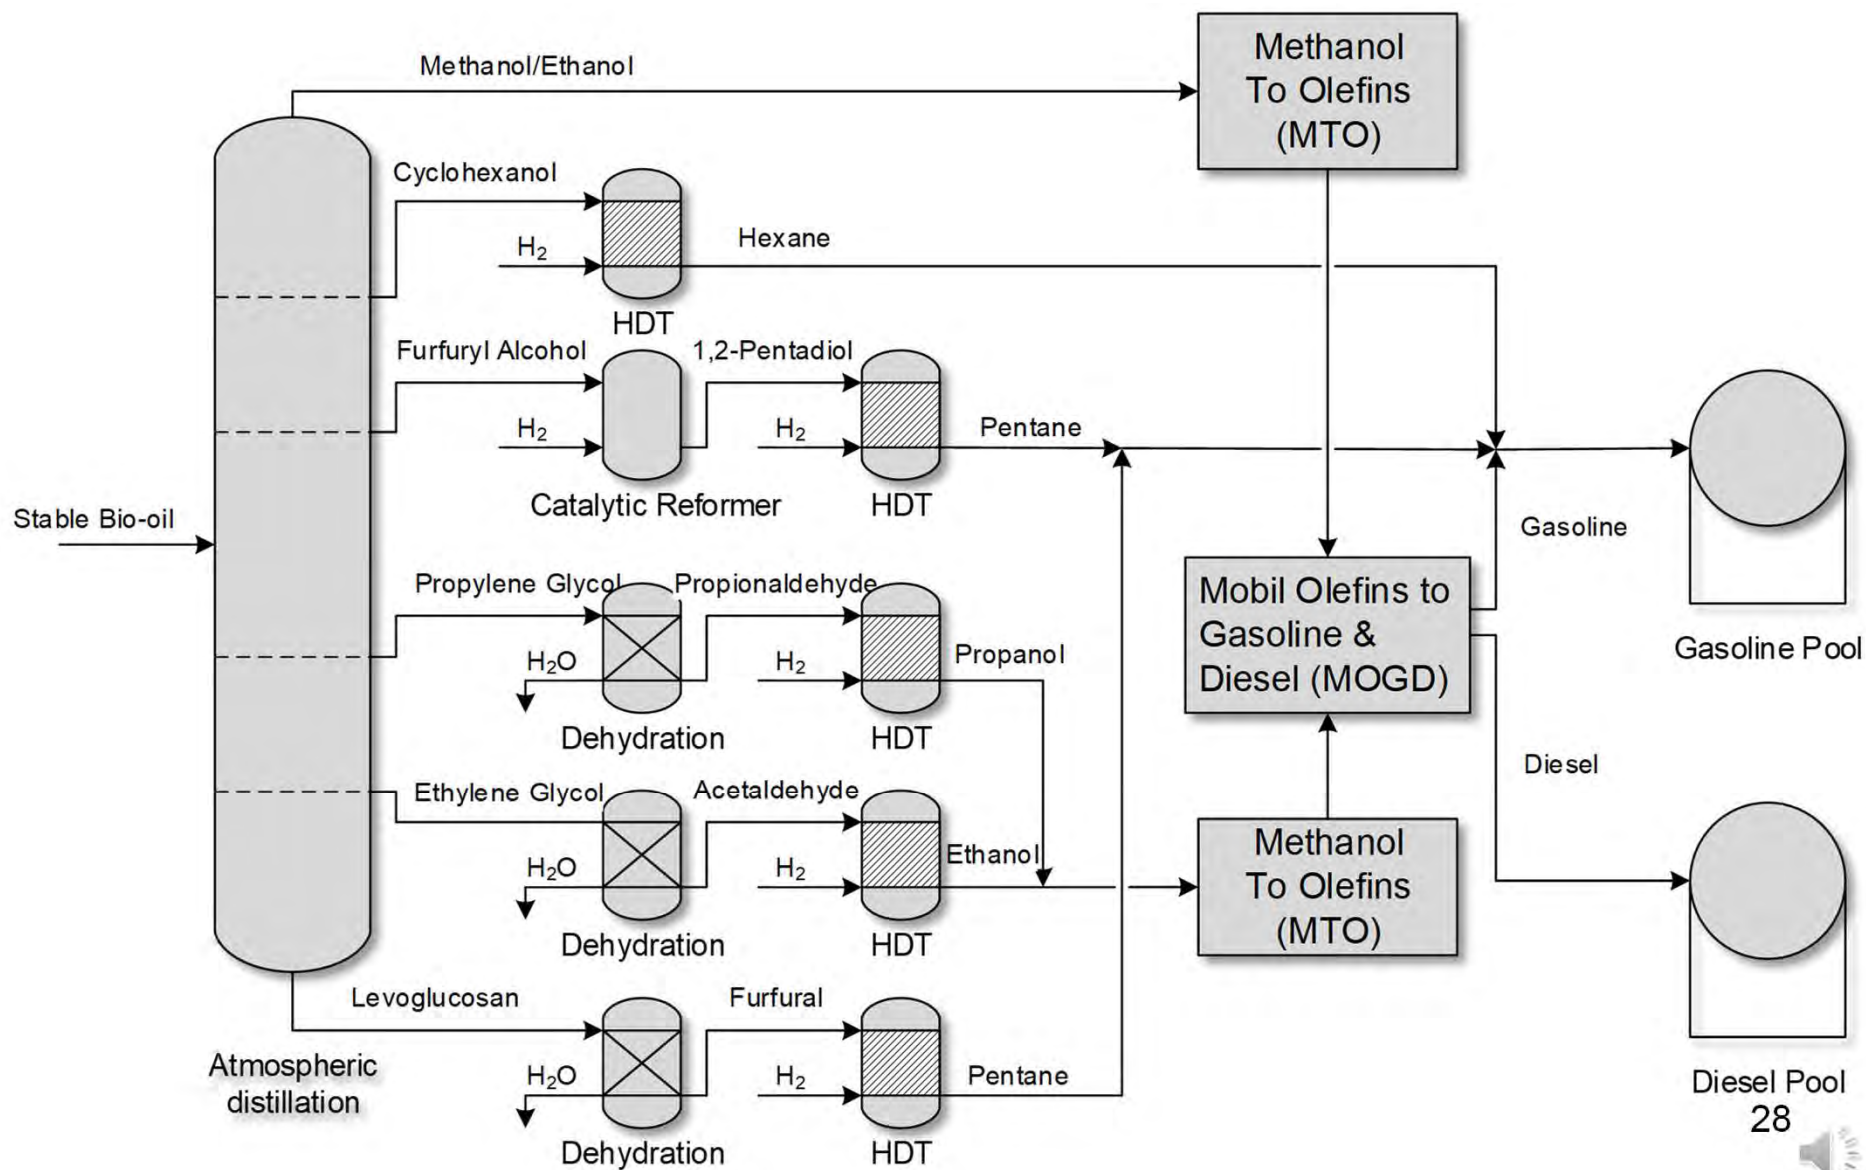 Methanol/Ethanol
Methanol
To Olefins
(MTO)
Cyclohexanol
H₂
Hexane
HDT
Furfuryl Alcohol
1,2-Pentadiol
H₂
H₂
Pentane
Catalytic Reformer
HDT
Stable Bio-oil
Gasoline
Propylene Glycol
Propionaldehyde
H₂O
H₂
Propanol
Dehydration
HDT
Mobil Olefins to
Gasoline &
Diesel (MOGD)
Gasoline Pool
Ethylene Glycol
Acetaldehyde
H₂O
H₂
Ethanol
Dehydration
HDT
Diesel
Methanol
To Olefins
(MTO)
Levoglucosan
Furfural
H₂O
H₂
Pentane
Dehydration
HDT
Atmospheric
distillation
Diesel Pool
28